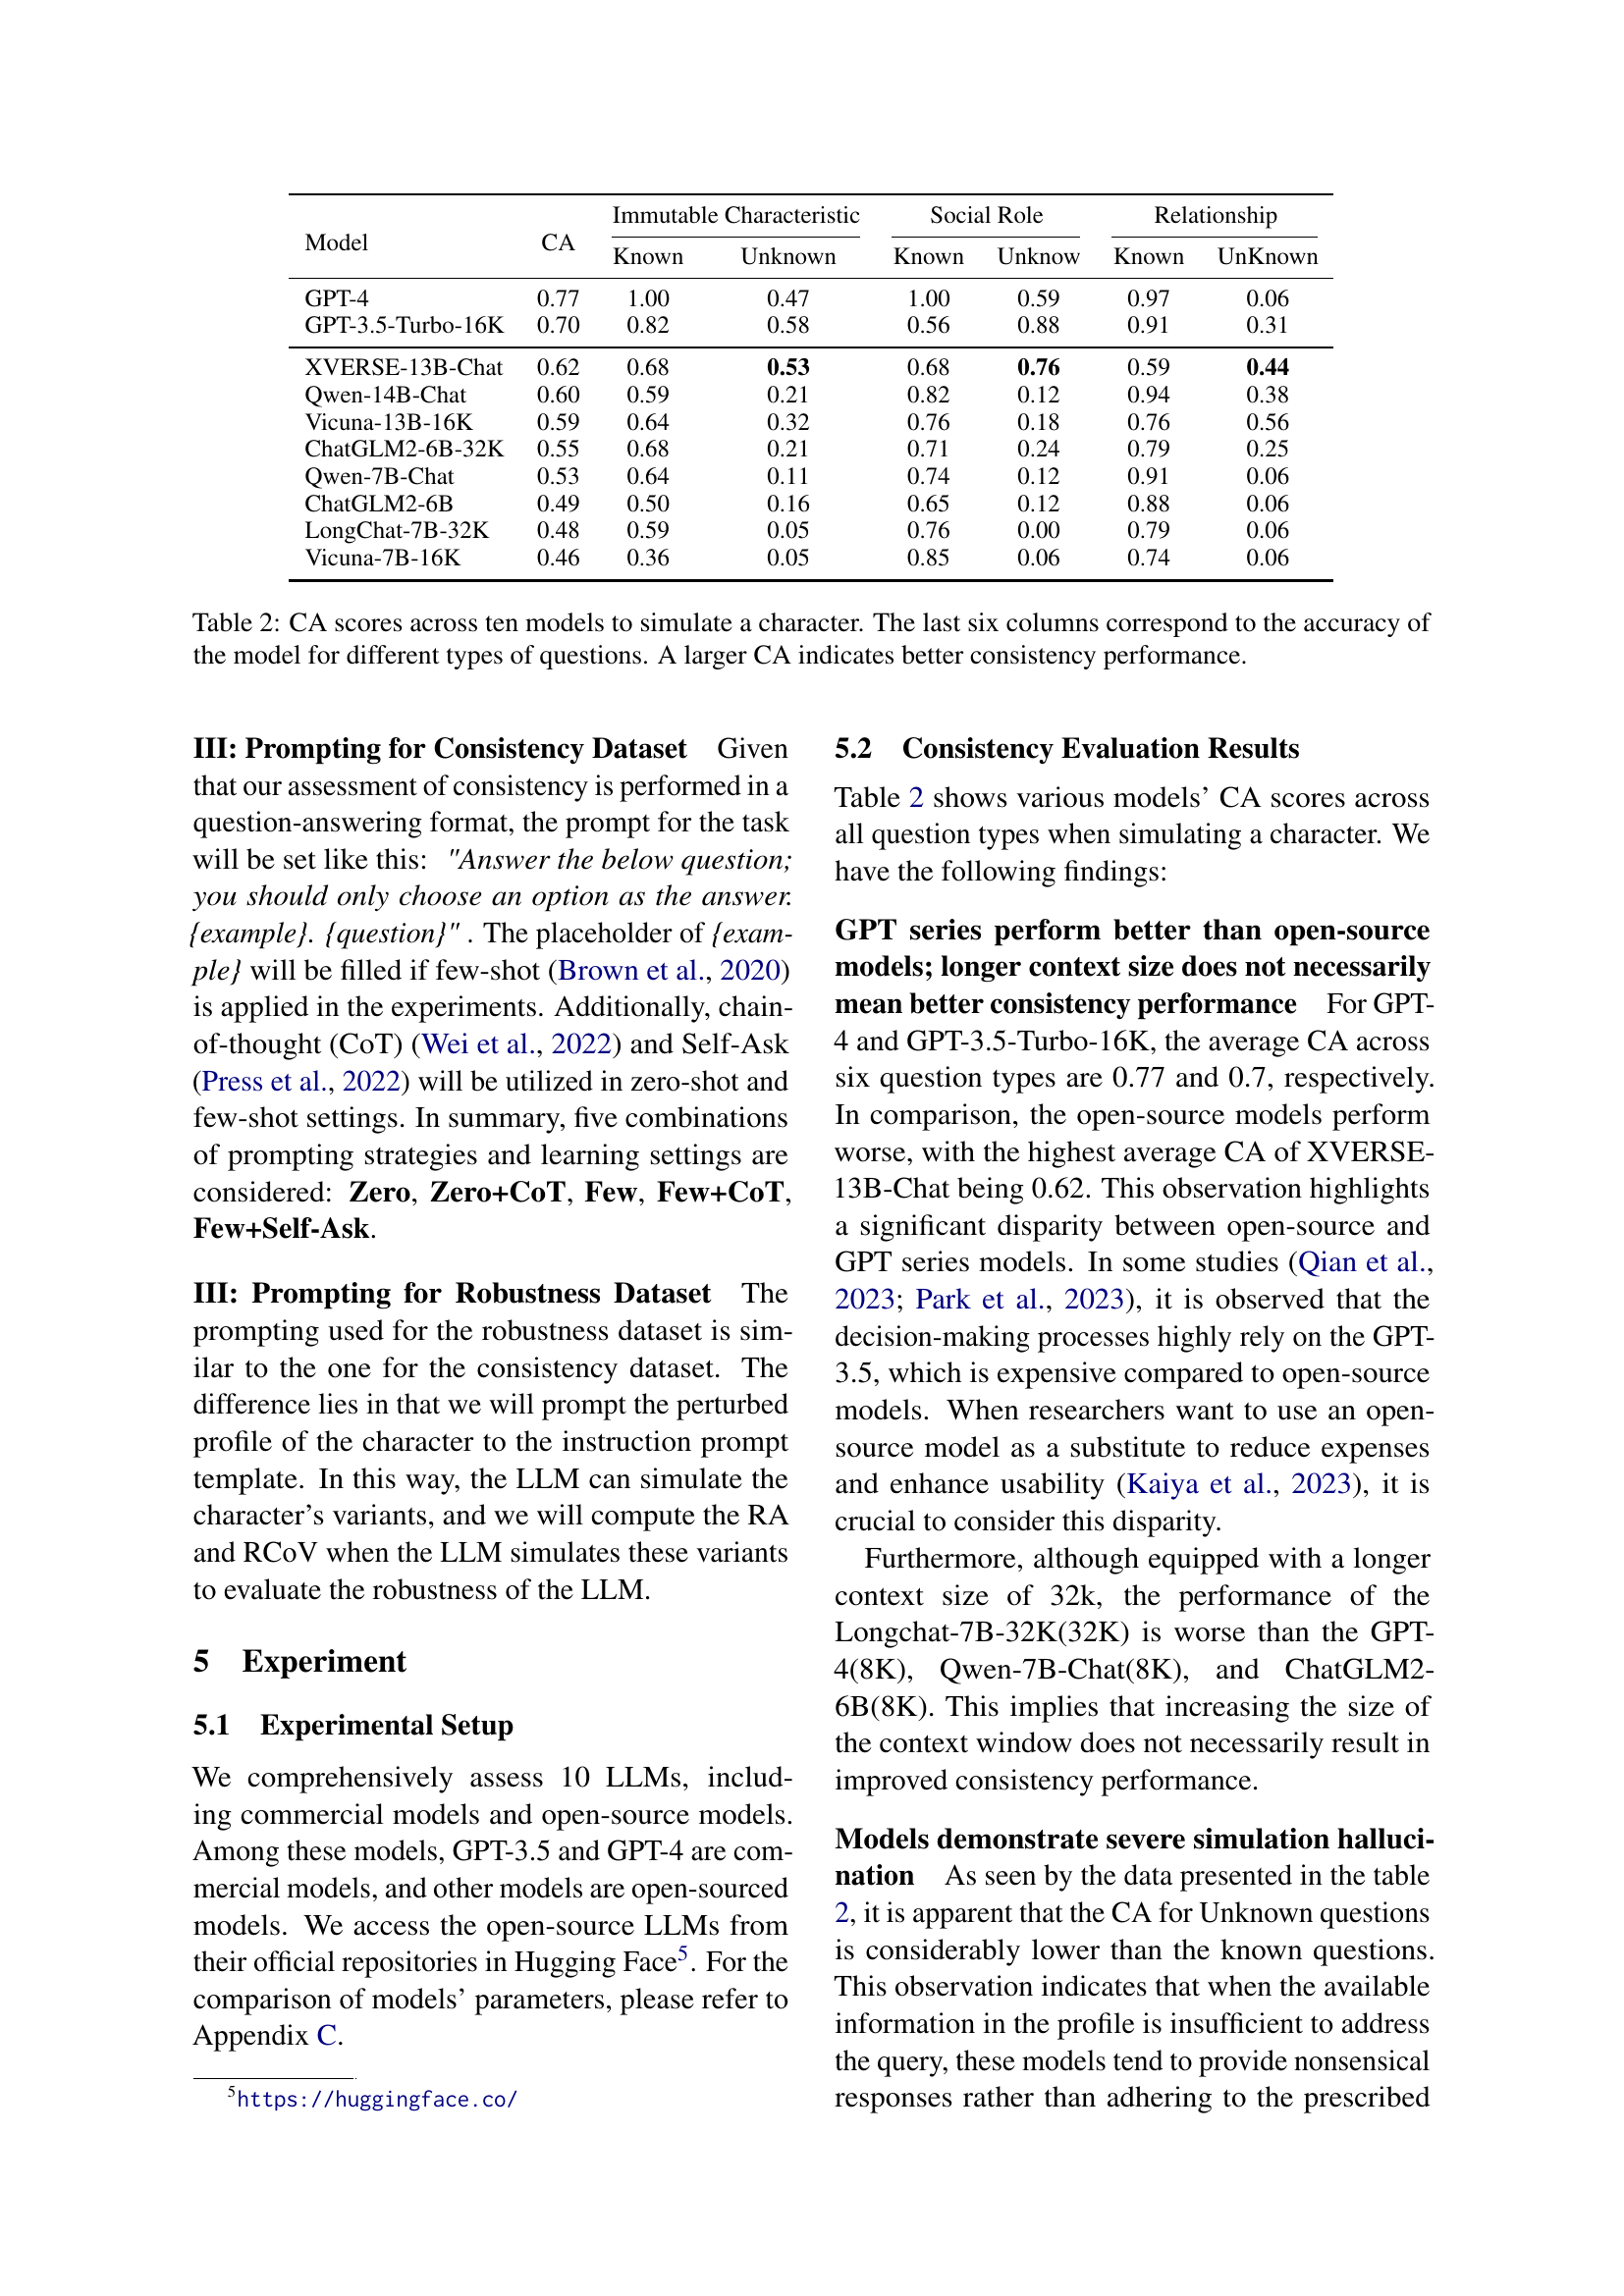 Model CA Immutable Characteristic Social Role Relationship
Known Unknown Known Unknow Known UnKnown
GPT-4 0.77 1.00 0.47 1.00 0.59 0.97 0.06
GPT-3.5-Turbo-16K 0.70 0.82 0.58 0.56 0.88 0.91 0.31
XVERSE-13B-Chat 0.62 0.68 0.53 0.68 0.76 0.59 0.44
Qwen-14B-Chat 0.60 0.59 0.21 0.82 0.12 0.94 0.38
Vicuna-13B-16K 0.59 0.64 0.32 0.76 0.18 0.76 0.56
ChatGLM2-6B-32K 0.55 0.68 0.21 0.71 0.24 0.79 0.25
Qwen-7B-Chat 0.53 0.64 0.11 0.74 0.12 0.91 0.06
ChatGLM2-6B 0.49 0.50 0.16 0.65 0.12 0.88 0.06
LongChat-7B-32K 0.48 0.59 0.05 0.76 0.00 0.79 0.06
Vicuna-7B-16K 0.46 0.36 0.05 0.85 0.06 0.74 0.06
Table 2: CA scores across ten models to simulate a character. The last six columns correspond to the accuracy of
the model for different types of questions. A larger CA indicates better consistency performance.
III: Prompting for Consistency Dataset Given
that our assessment of consistency is performed in a
question-answering format, the prompt for the task
will be set like this: "Answer the below question;
you should only choose an option as the answer.
{example}. {question}" . The placeholder of {exam-
ple} will be filled if few-shot (Brown et al., 2020)
is applied in the experiments. Additionally, chain-
of-thought (CoT) (Wei et al., 2022) and Self-Ask
(Press et al., 2022) will be utilized in zero-shot and
few-shot settings. In summary, five combinations
of prompting strategies and learning settings are
considered: Zero, Zero+CoT, Few, Few+CoT,
Few+Self-Ask.
III: Prompting for Robustness Dataset The
prompting used for the robustness dataset is sim-
ilar to the one for the consistency dataset. The
difference lies in that we will prompt the perturbed
profile of the character to the instruction prompt
template. In this way, the LLM can simulate the
character's variants, and we will compute the RA
and RCoV when the LLM simulates these variants
to evaluate the robustness of the LLM.
5 Experiment
5.1 Experimental Setup
We comprehensively assess 10 LLMs, includ-
ing commercial models and open-source models.
Among these models, GPT-3.5 and GPT-4 are com-
mercial models, and other models are open-sourced
models. We access the open-source LLMs from
their official repositories in Hugging Face5. For the
comparison of models' parameters, please refer to
Appendix C.
5https://huggingface.co/
5.2 Consistency Evaluation Results
Table 2 shows various models' CA scores across
all question types when simulating a character. We
have the following findings:
GPT series perform better than open-source
models; longer context size does not necessarily
mean better consistency performance For GPT-
4 and GPT-3.5-Turbo-16K, the average CA across
six question types are 0.77 and 0.7, respectively.
In comparison, the open-source models perform
worse, with the highest average CA of XVERSE-
13B-Chat being 0.62. This observation highlights
a significant disparity between open-source and
GPT series models. In some studies (Qian et al.,
2023; Park et al., 2023), it is observed that the
decision-making processes highly rely on the GPT-
3.5, which is expensive compared to open-source
models. When researchers want to use an open-
source model as a substitute to reduce expenses
and enhance usability (Kaiya et al., 2023), it is
crucial to consider this disparity.
Furthermore, although equipped with a longer
context size of 32k, the performance of the
Longchat-7B-32K(32K) is worse than the GPT-
4(8K), Qwen-7B-Chat(8K), and ChatGLM2-
6B(8K). This implies that increasing the size of
the context window does not necessarily result in
improved consistency performance.
Models demonstrate severe simulation halluci-
nation As seen by the data presented in the table
2, it is apparent that the CA for Unknown questions
is considerably lower than the known questions.
This observation indicates that when the available
information in the profile is insufficient to address
the query, these models tend to provide nonsensical
responses rather than adhering to the prescribed